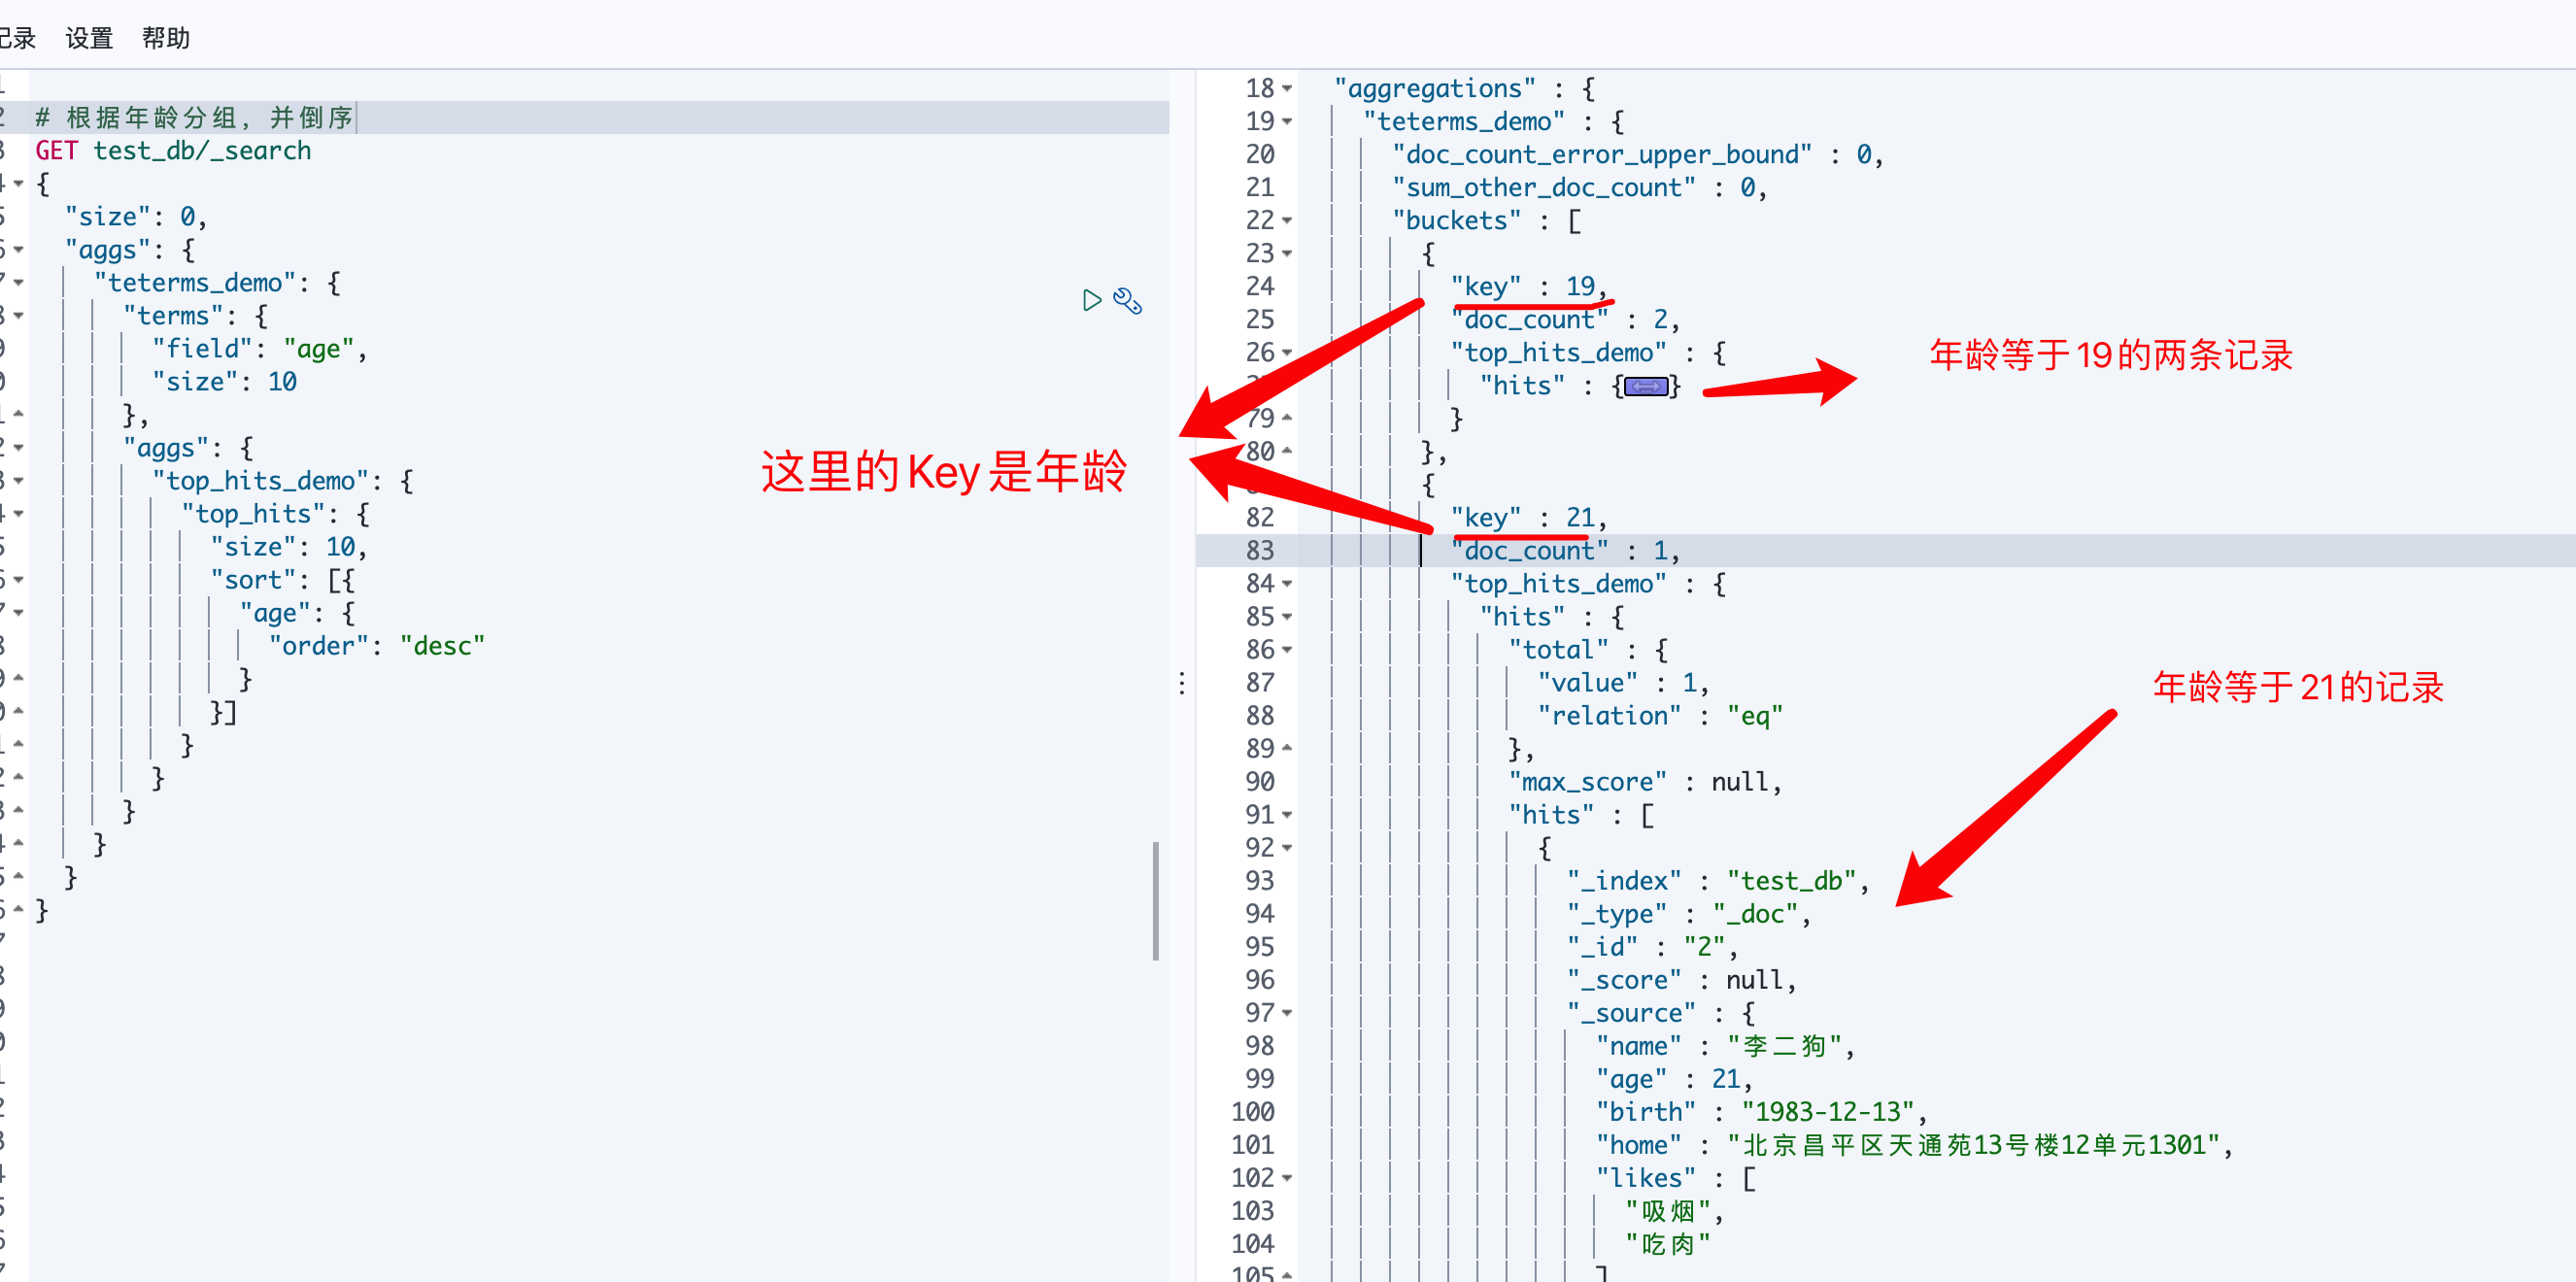 记录 设置 帮助
# 根据年龄分组，并倒序
GET test_db/_search
{
"size": 0,
"aggs": {
"teterms_demo": {
"terms": {
"field": "age",
"size": 10
},
"aggs": {
"top_hits_demo": {
"top_hits": {
"size": 10,
"sort": [{
"age": {
"order": "desc"
}
}]
}
}
}
}
}
}
这里的Key是年龄
18 "aggregations" : {
19 "teterms_demo" : {
20 "doc_count_error_upper_bound" : 0,
21 "sum_other_doc_count" : 0,
22 "buckets" : [
23 {
24 "key" : 19,
25 "doc_count" : 2,
26 "top_hits_demo" : {
"hits" : {}
79 }
80 },
{
82 "key" : 21,
83 "doc_count" : 1,
84 "top_hits_demo" : {
85 "hits" : {
86 "total" : {
87 "value" : 1,
88 "relation" : "eq"
89 },
90 "max_score" : null,
91 "hits" : [
92 {
93 "_index" : "test_db",
94 "_type" : "_doc",
95 "_id" : "2",
96 "_score" : null,
97 "_source" : {
98 "name" : "李二狗",
99 "age" : 21,
100 "birth" : "1983-12-13",
101 "home" : "北京昌平区天通苑13号楼12单元1301",
102 "likes" : [
103 "吸烟",
104 "吃肉"
105 ]
年龄等于19的两条记录
年龄等于21的记录